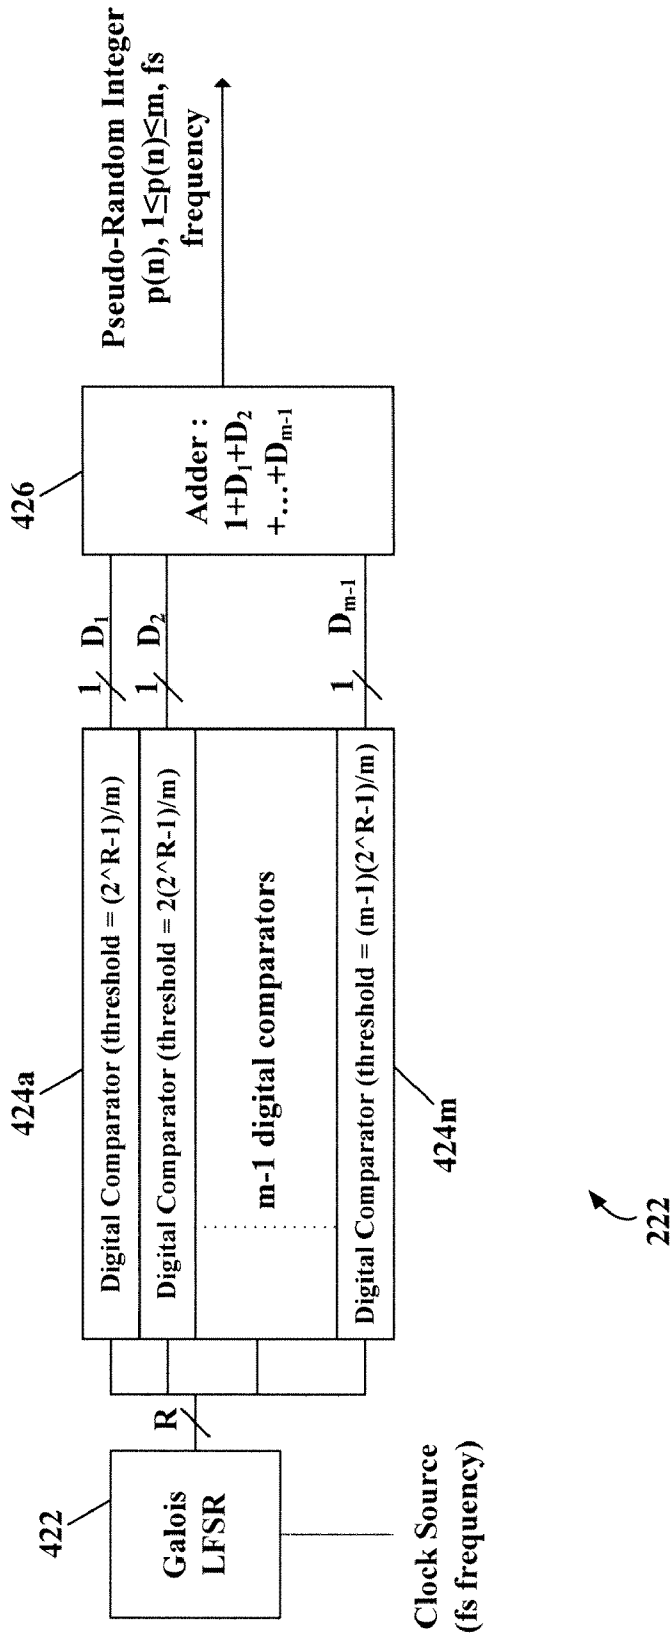 422
Galois
LFSR
Clock Source
(fs frequency)
R
424a
Digital Comparator (threshold = (2^R-1)/m)
Digital Comparator (threshold = 2(2^R-1)/m)
m-1 digital comparators
Digital Comparator (threshold = (m-1)(2^R-1)/m)
424m
1 D1
1 D2
1 Dm-1
426
Adder :
1+D1+D2
+...+Dm-1
Pseudo-Random Integer
p(n), 1≤p(n)≤m, fs
frequency
222